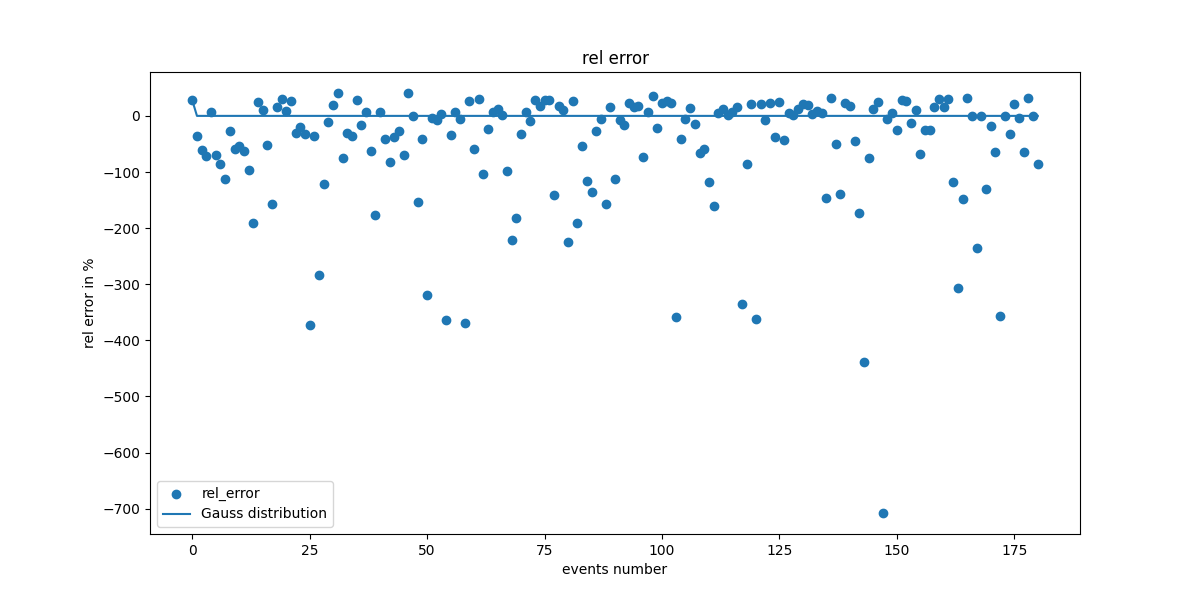 rel error
rel error in %
0
−100
−200
−300
−400
−500
−600
−700
rel_error
Gauss distribution
0 25 50 75 100 125 150 175
events number